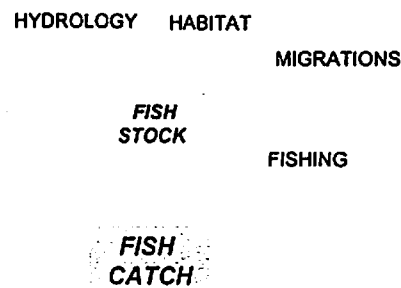 HYDROLOGY HABITAT
MIGRATIONS
FISH
STOCK
FISHING
FISH
CATCH